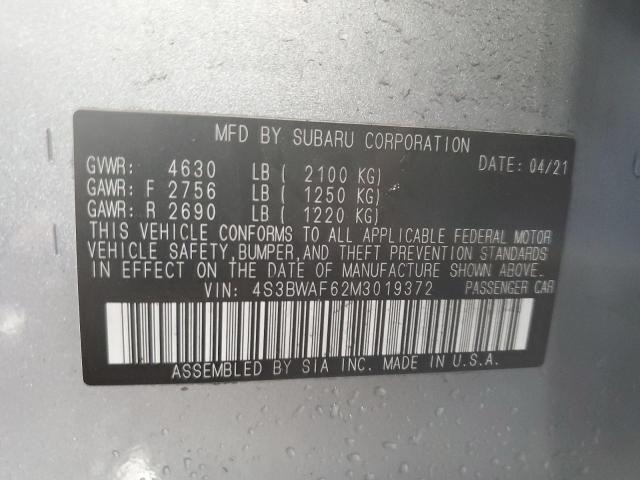 MFD BY SUBARU CORPORATION DATE: 04/21
GVWR: 4630 LB ( 2100 KG)
GAWR: F 2756 LB ( 1250 KG)
GAWR: R 2690 LB ( 1220 KG)
THIS VEHICLE CONFORMS TO ALL APPLICABLE FEDERAL MOTOR
VEHICLE SAFETY, BUMPER, AND THEFT PREVENTION STANDARDS
IN EFFECT ON THE DATE OF MANUFACTURE SHOWN ABOVE.
VIN: 4S3BWAF62M3019372 PASSENGER CAR
ASSEMBLED BY SIA INC. MADE IN U.S.A.